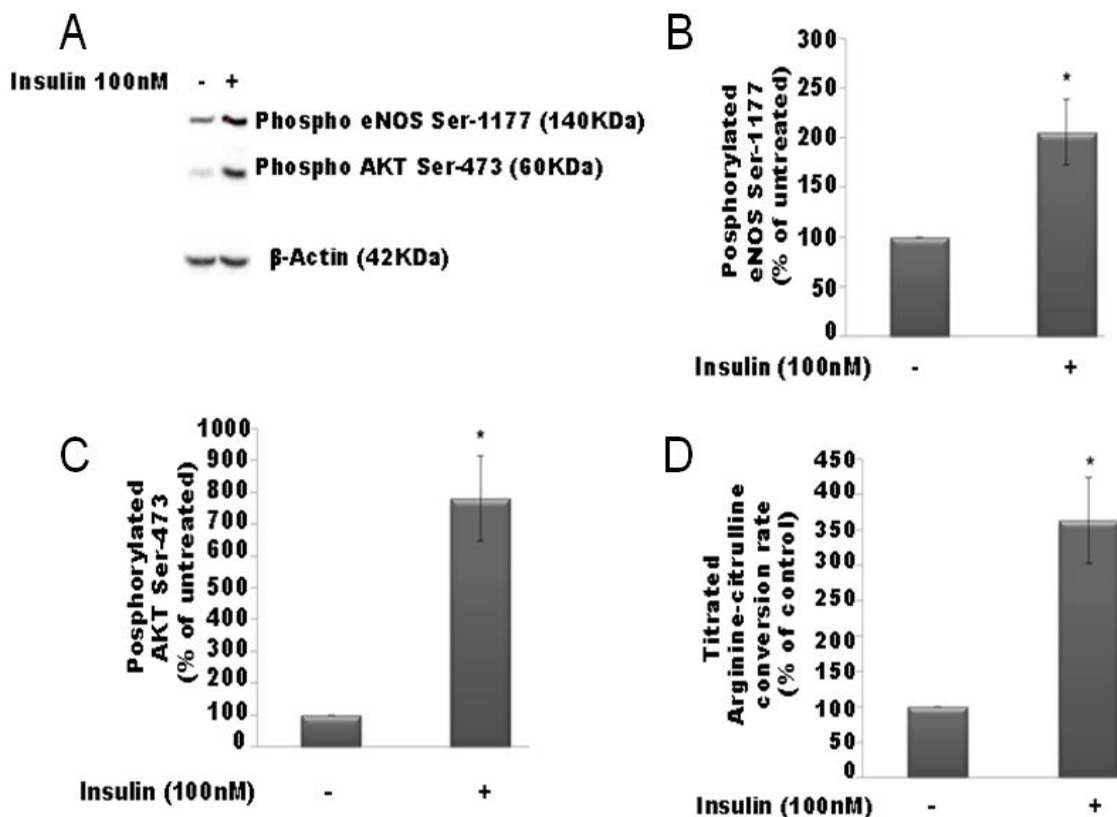 A
Insulin 100nM - +
Phospho eNOS Ser-1177 (140KDa)
Phospho AKT Ser-473 (60KDa)
β-Actin (42KDa)
B
Posphorylated
eNOS Ser-1177
(% of untreated)
300
250
200
150
100
50
0
*
Insulin (100nM) - +
C
Posphorylated
AKT Ser-473
(% of untreated)
1000
900
800
700
600
500
400
300
200
100
0
*
Insulin (100nM) - +
D
Titrated
Arginine-citrulline
conversion rate
(% of control)
450
400
350
300
250
200
150
100
50
0
*
Insulin (100nM) - +